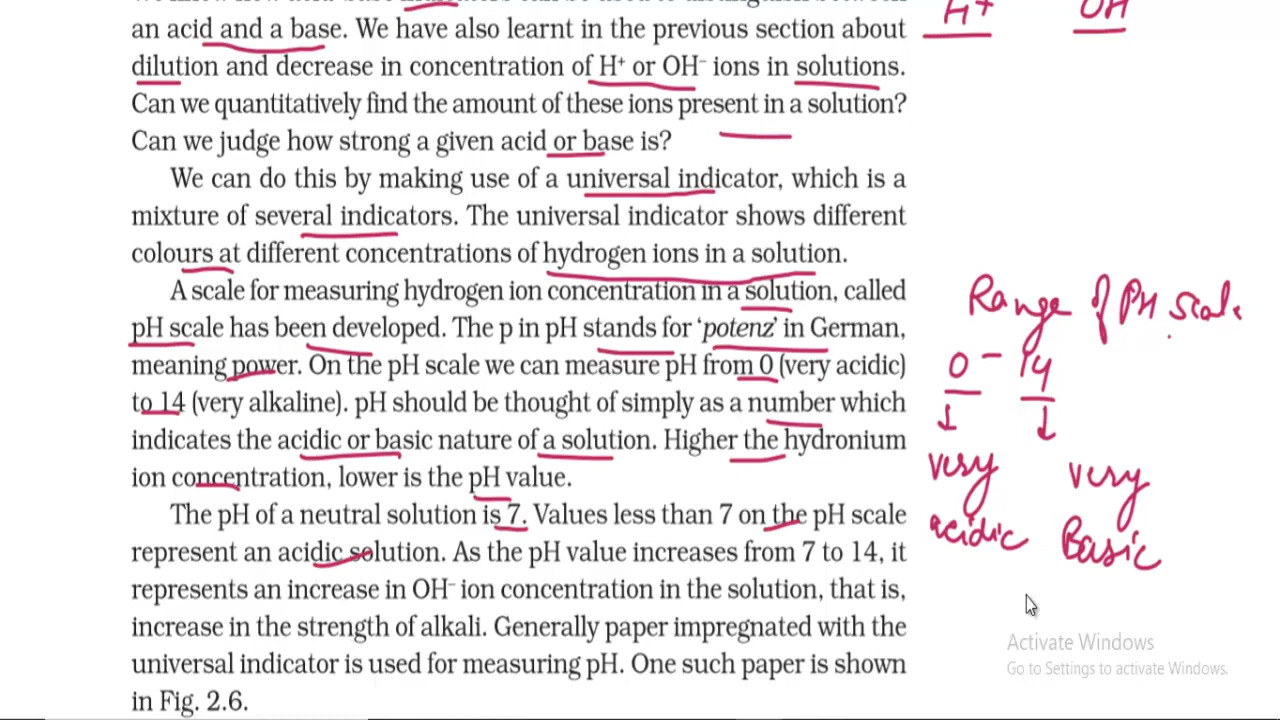 H+ OH
an acid and a base. We have also learnt in the previous section about
dilution and decrease in concentration of H⁺ or OH⁻ ions in solutions.
Can we quantitatively find the amount of these ions present in a solution?
Can we judge how strong a given acid or base is?
We can do this by making use of a universal indicator, which is a
mixture of several indicators. The universal indicator shows different
colours at different concentrations of hydrogen ions in a solution.
A scale for measuring hydrogen ion concentration in a solution, called
pH scale has been developed. The p in pH stands for ‘potenz’ in German,
meaning power. On the pH scale we can measure pH from 0 (very acidic)
to 14 (very alkaline). pH should be thought of simply as a number which
indicates the acidic or basic nature of a solution. Higher the hydronium
ion concentration, lower is the pH value.
The pH of a neutral solution is 7. Values less than 7 on the pH scale
represent an acidic solution. As the pH value increases from 7 to 14, it
represents an increase in OH⁻ ion concentration in the solution, that is,
increase in the strength of alkali. Generally paper impregnated with the
universal indicator is used for measuring pH. One such paper is shown
in Fig. 2.6.
Range of PH scale
0 - 14
↓ ↓
very very
acidic Basic
Activate Windows
Go to Settings to activate Windows.